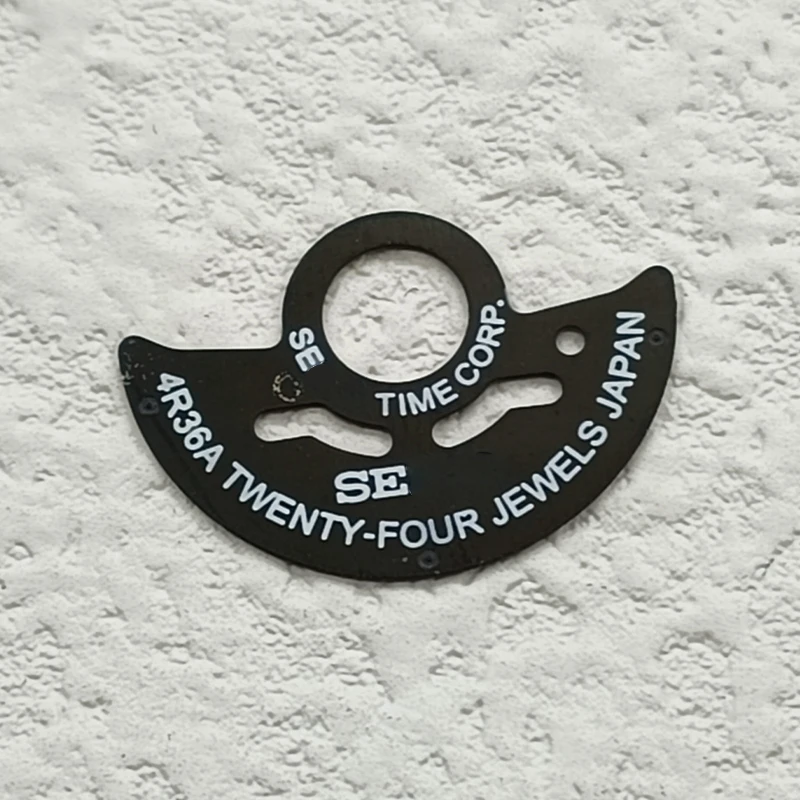 SE TIME CORP.
SE
4R36A TWENTY-FOUR JEWELS JAPAN